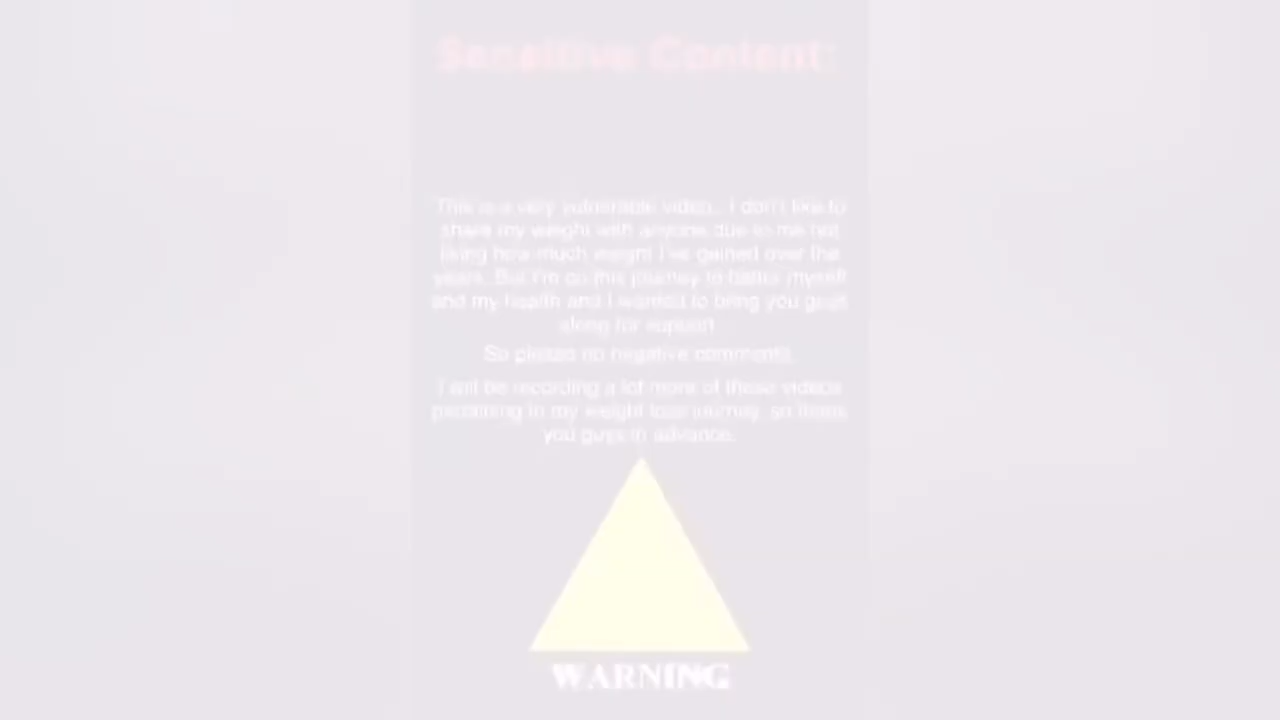 Sensitive Content:
This is a very vulnerable video.. I don't like to
share my weight with anyone due to me not
liking how much weight I've gained over the
years. But I'm on this journey to better myself
and my health and I wanted to bring you guys
along for support
So please no negative comments.
I will be recording a lot more of these videos
pertaining to my weight loss journey, so thank
you guys in advance.
WARNING